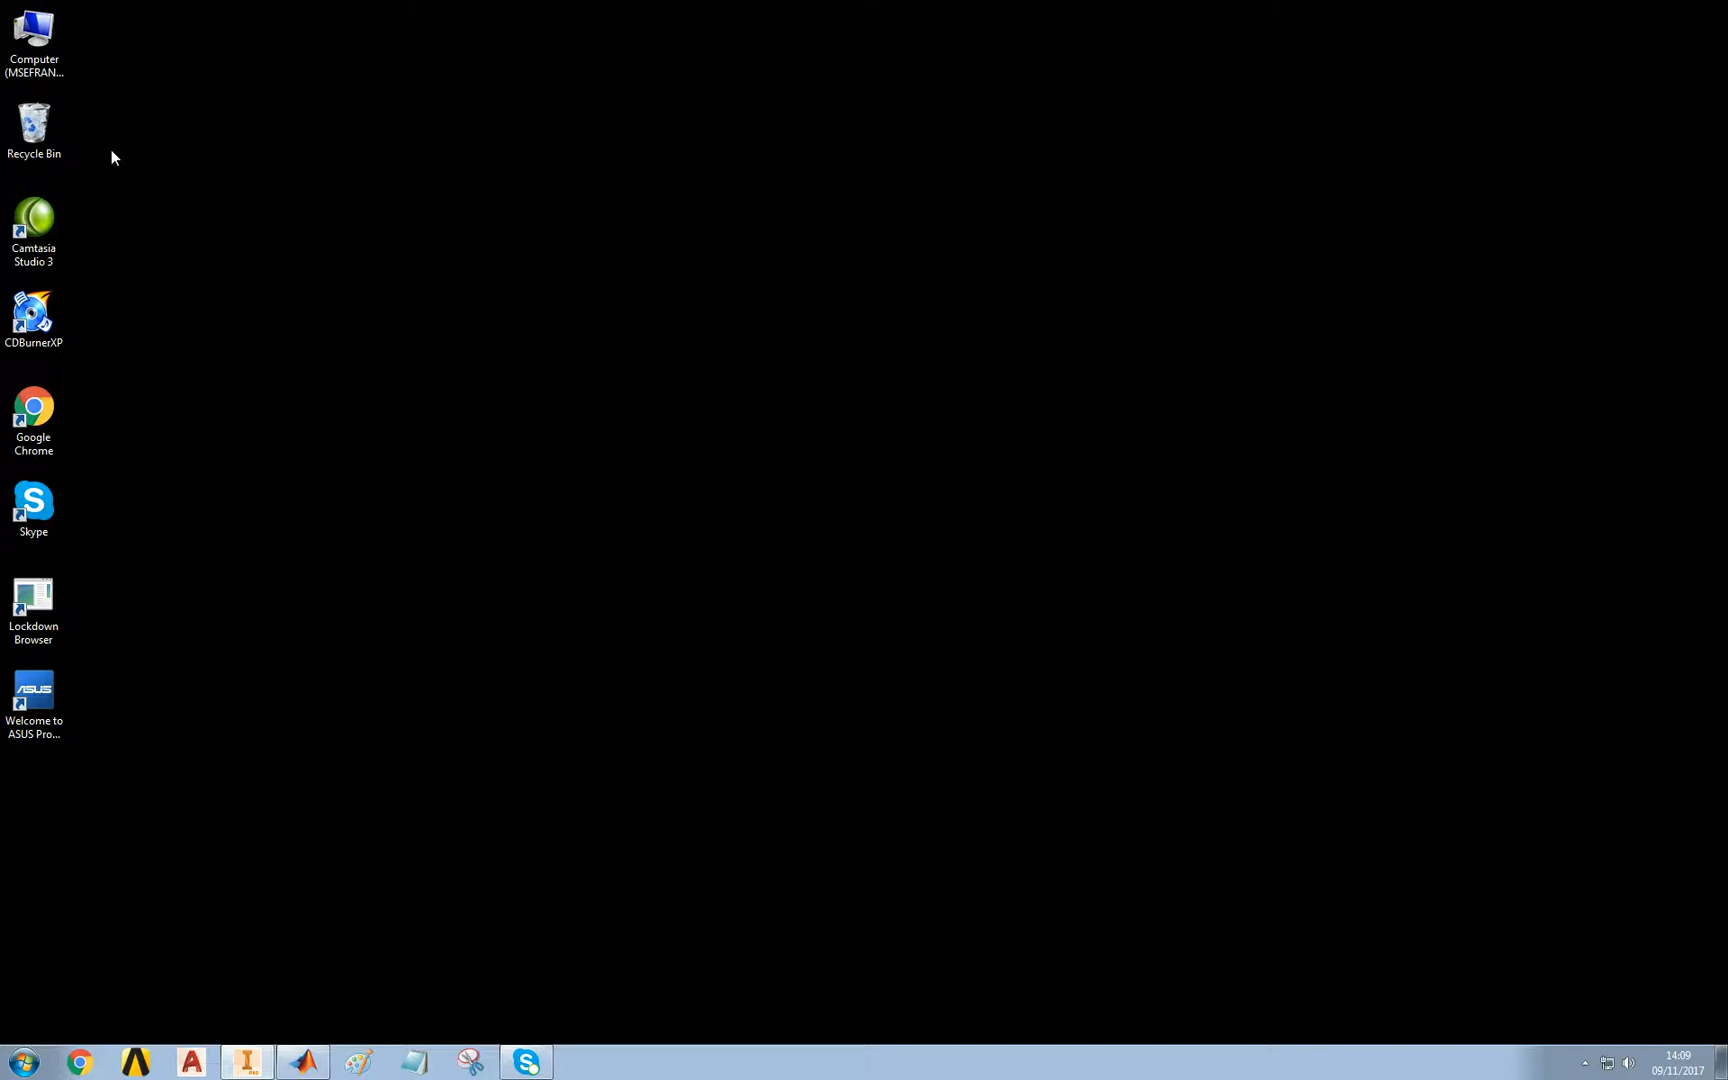 Computer
(MSEFRAN...
Recycle Bin
Camtasia
Studio 3
CDBurnerXP
Google
Chrome
Skype
Lockdown
Browser
ASUS
Welcome to
ASUS Pro...
14:09
09/11/2017